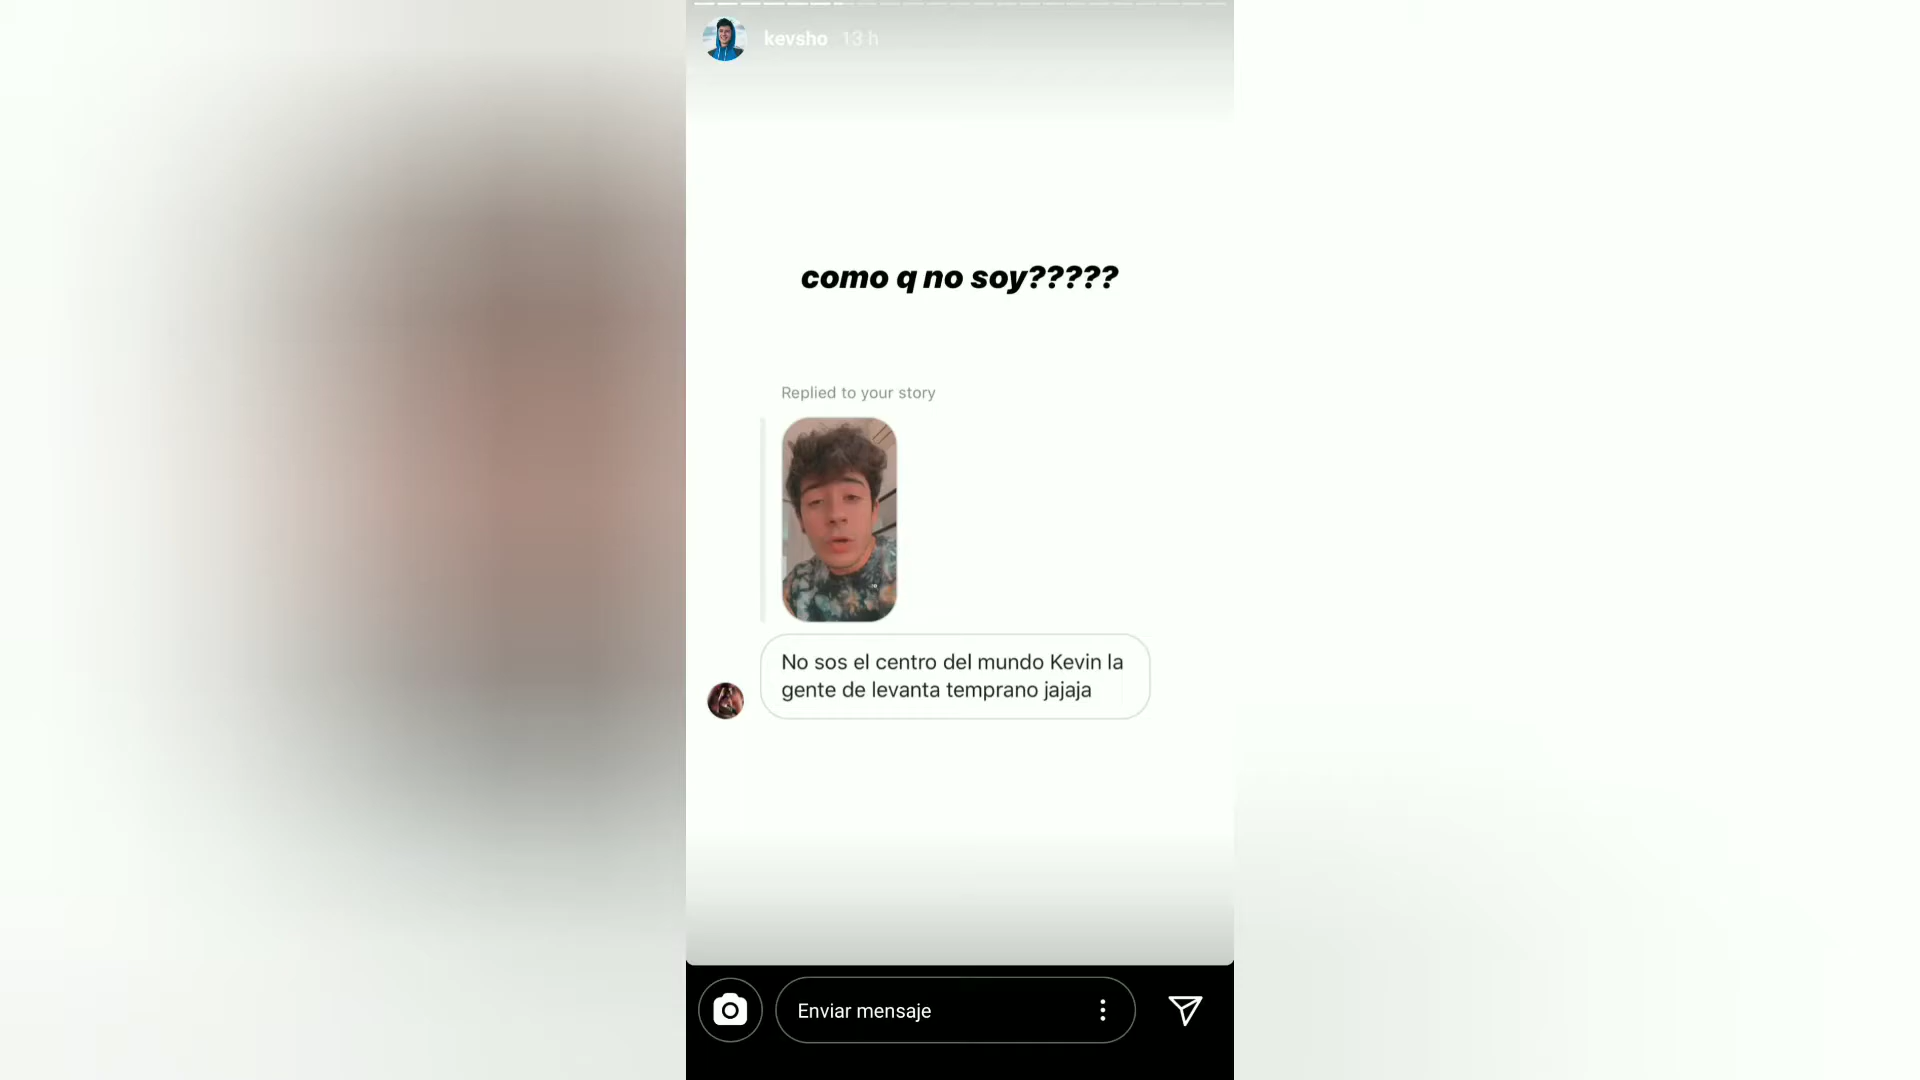 kevsho 13 h
como q no soy?????
Replied to your story
No sos el centro del mundo Kevin la
gente de levanta temprano jajaja
Enviar mensaje